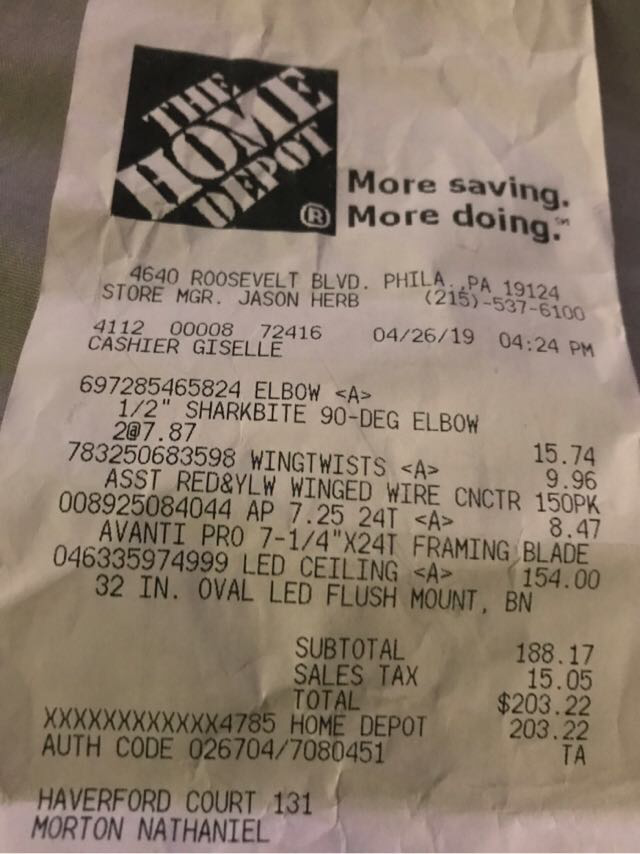 THE
HOME
DEPOT
®
More saving.
More doing.℠
4640 ROOSEVELT BLVD. PHILA., PA 19124
STORE MGR. JASON HERB (215)-537-6100
4112 00008 72416 04/26/19 04:24 PM
CASHIER GISELLE
697285465824 ELBOW <A>
1/2" SHARKBITE 90-DEG ELBOW
2@7.87 15.74
783250683598 WINGTWISTS <A> 9.96
ASST RED&YLW WINGED WIRE CNCTR 150PK
008925084044 AP 7.25 24T <A> 8.47
AVANTI PRO 7-1/4"X24T FRAMING BLADE
046335974999 LED CEILING <A> 154.00
32 IN. OVAL LED FLUSH MOUNT, BN
SUBTOTAL 188.17
SALES TAX 15.05
TOTAL $203.22
XXXXXXXXXXXX4785 HOME DEPOT 203.22
AUTH CODE 026704/7080451 TA
HAVERFORD COURT 131
MORTON NATHANIEL